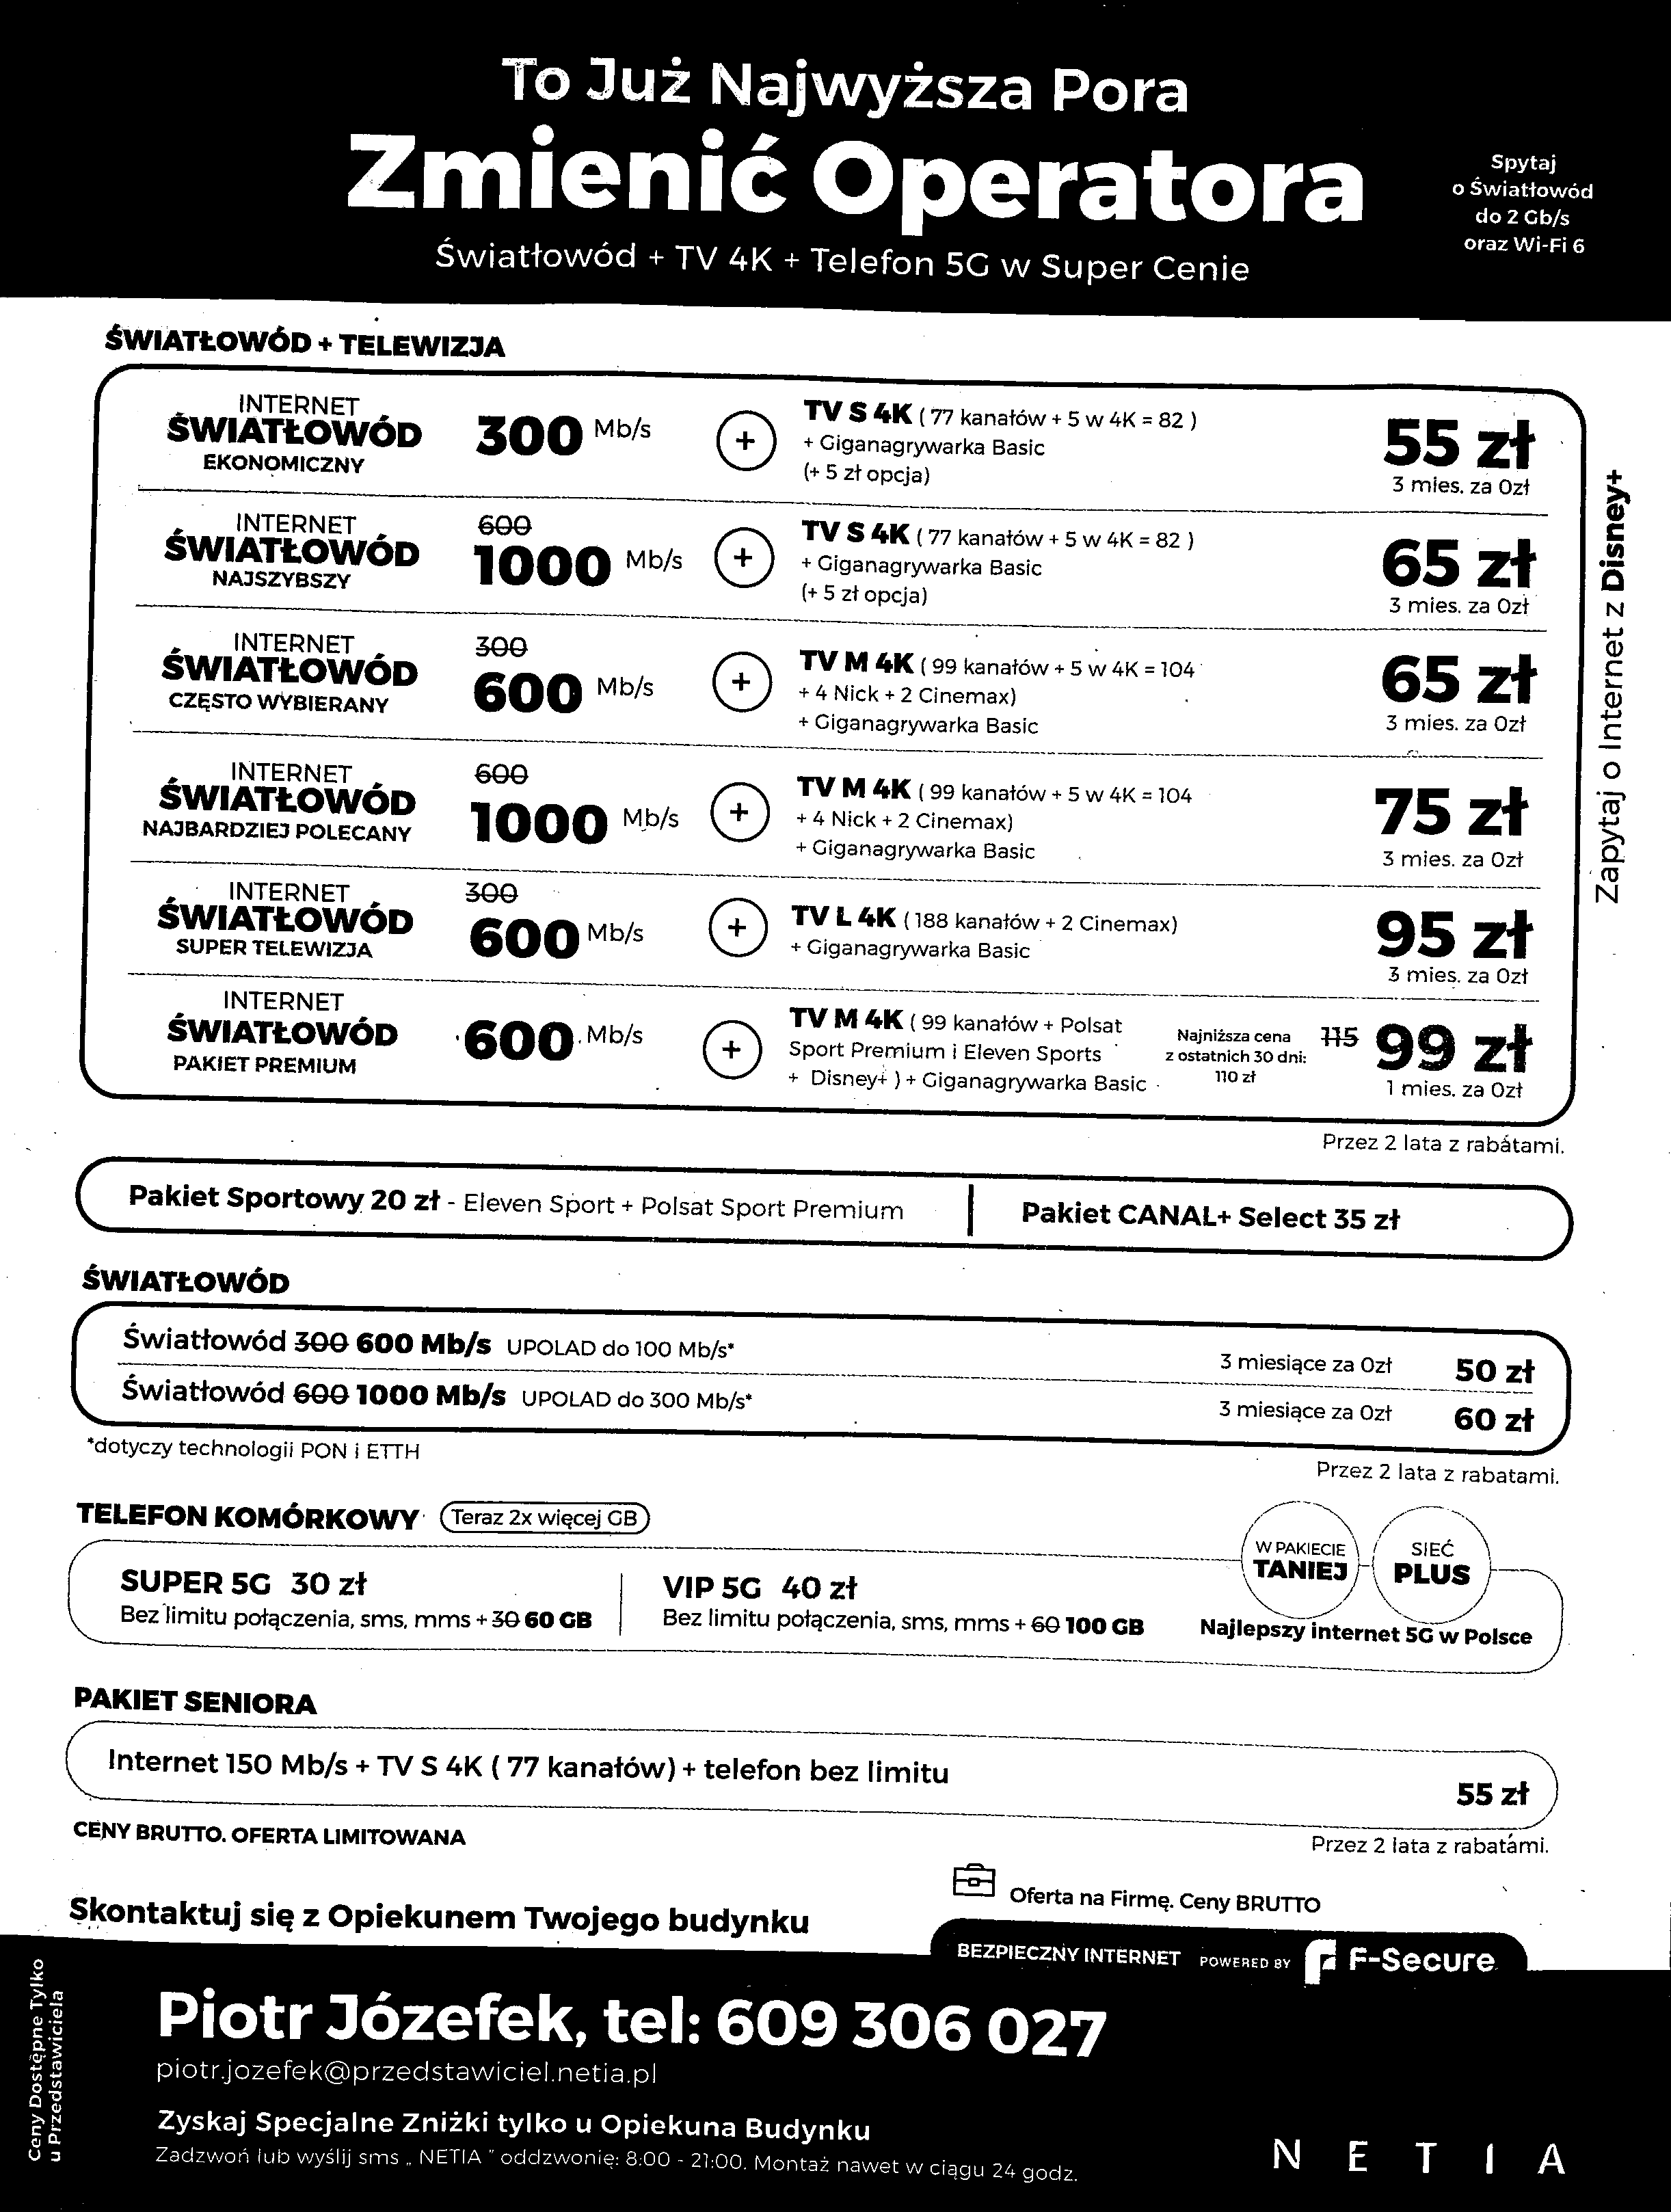 To Już Najwyższa Pora
Zmienić Operatora
Światłowód + TV 4K + Telefon 5G w Super Cenie
Spytaj
o Światłowód
do 2 Gb/s
oraz Wi-Fi 6
ŚWIATŁOWÓD + TELEWIZJA
INTERNET
ŚWIATŁOWÓD
EKONOMICZNY
300 Mb/s
+
TV S 4K ( 77 kanałów + 5 w 4K = 82 )
+ Giganagrywarka Basic
(+ 5 zł opcja)
55 zł
3 mies. za 0zł
INTERNET
ŚWIATŁOWÓD
NAJSZYBSZY
600
1000 Mb/s
+
TV S 4K ( 77 kanałów + 5 w 4K = 82 )
+ Giganagrywarka Basic
(+ 5 zł opcja)
65 zł
3 mies. za 0zł
INTERNET
ŚWIATŁOWÓD
CZĘSTO WYBIERANY
300
600 Mb/s
+
TV M 4K ( 99 kanałów + 5 w 4K = 104
+ 4 Nick + 2 Cinemax)
+ Giganagrywarka Basic
65 zł
3 mies. za 0zł
INTERNET
ŚWIATŁOWÓD
NAJBARDZIEJ POLECANY
600
1000 Mb/s
+
TV M 4K ( 99 kanałów + 5 w 4K = 104
+ 4 Nick + 2 Cinemax)
+ Giganagrywarka Basic
75 zł
3 mies. za 0zł
INTERNET
ŚWIATŁOWÓD
SUPER TELEWIZJA
300
600 Mb/s
+
TV L 4K ( 188 kanałów + 2 Cinemax)
+ Giganagrywarka Basic
95 zł
3 mies. za 0zł
INTERNET
ŚWIATŁOWÓD
PAKIET PREMIUM
600 Mb/s
+
TV M 4K ( 99 kanałów + Polsat
Sport Premium i Eleven Sports
+ Disney+ ) + Giganagrywarka Basic
Najniższa cena
z ostatnich 30 dni:
110 zł
115 99 zł
1 mies. za 0zł
Zapytaj o Internet z Disney+
Przez 2 lata z rabatami.
Pakiet Sportowy 20 zł - Eleven Sport + Polsat Sport Premium
Pakiet CANAL+ Select 35 zł
ŚWIATŁOWÓD
Światłowód 300 600 Mb/s UPOLAD do 100 Mb/s* 3 miesiące za 0zł 50 zł
Światłowód 600 1000 Mb/s UPOLAD do 300 Mb/s* 3 miesiące za 0zł 60 zł
*dotyczy technologii PON i ETTH
Przez 2 lata z rabatami.
TELEFON KOMÓRKOWY Teraz 2x więcej GB
SUPER 5G 30 zł
Bez limitu połączenia, sms, mms + 30 60 GB
VIP 5G 40 zł
Bez limitu połączenia, sms, mms + 60 100 GB
W PAKIECIE
TANIEJ
SIEĆ
PLUS
Najlepszy internet 5G w Polsce
PAKIET SENIORA
Internet 150 Mb/s + TV S 4K ( 77 kanałów) + telefon bez limitu
55 zł
CENY BRUTTO. OFERTA LIMITOWANA
Przez 2 lata z rabatami.
Oferta na Firmę. Ceny BRUTTO
Skontaktuj się z Opiekunem Twojego budynku
BEZPIECZNY INTERNET POWERED BY F-Secure
Ceny Dostępne Tylko
u Przedstawiciela
Piotr Józefek, tel: 609 306 027
piotr.jozefek@przedstawiciel.netia.pl
Zyskaj Specjalne Zniżki tylko u Opiekuna Budynku
Zadzwoń lub wyślij sms „ NETIA " oddzwonię: 8:00 - 21:00. Montaż nawet w ciągu 24 godz.
NETIA